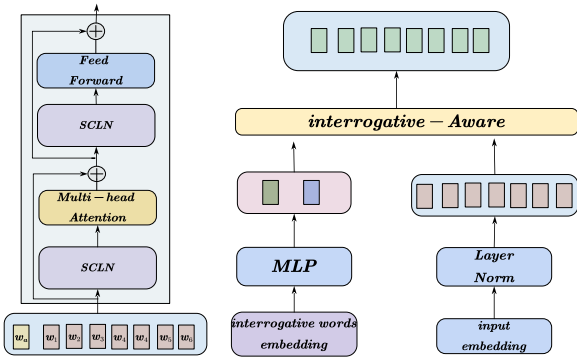 Feed
Forward
SCLN
Multi-head
Attention
SCLN
w_a w_1 w_2 w_3 w_4 w_4 w_5 w_6
interrogative-Aware
MLP
interrogative words
embedding
Layer
Norm
input
embedding